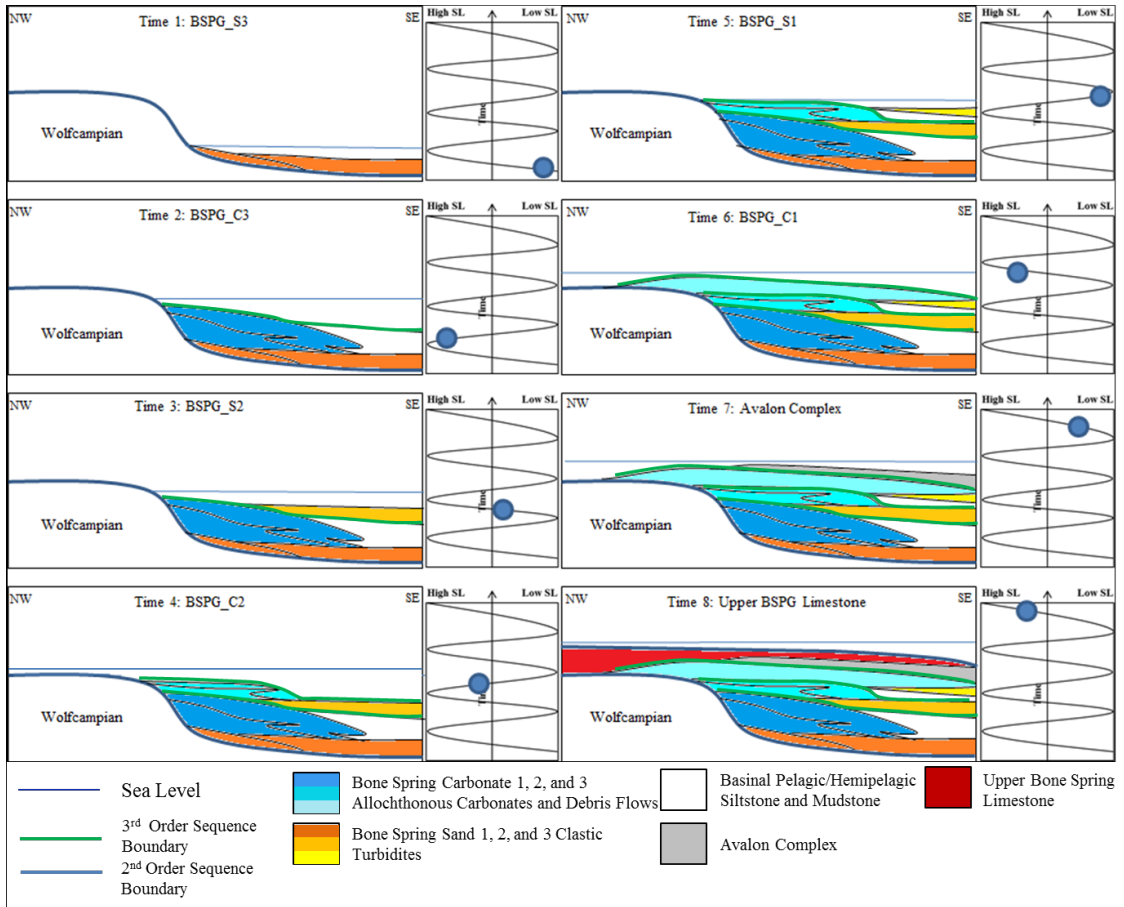 NW
Time 1: BSPG_S3
SE
High SL
Low SL
Time
Wolfcampian
NW
Time 2: BSPG_C3
SE
High SL
Low SL
Time
Wolfcampian
NW
Time 3: BSPG_S2
SE
High SL
Low SL
Time
Wolfcampian
NW
Time 4: BSPG_C2
SE
High SL
Low SL
Time
Wolfcampian
NW
Time 5: BSPG_S1
SE
High SL
Low SL
Time
Wolfcampian
NW
Time 6: BSPG_C1
SE
High SL
Low SL
Time
Wolfcampian
NW
Time 7: Avalon Complex
SE
High SL
Low SL
Time
Wolfcampian
NW
Time 8: Upper BSPG Limestone
SE
High SL
Low SL
Time
Wolfcampian
Sea Level
3rd Order Sequence
Boundary
2nd Order Sequence
Boundary
Bone Spring Carbonate 1, 2, and 3
Allochthonous Carbonates and Debris Flows
Bone Spring Sand 1, 2, and 3 Clastic
Turbidites
Basinal Pelagic/Hemipelagic
Siltstone and Mudstone
Avalon Complex
Upper Bone Spring
Limestone